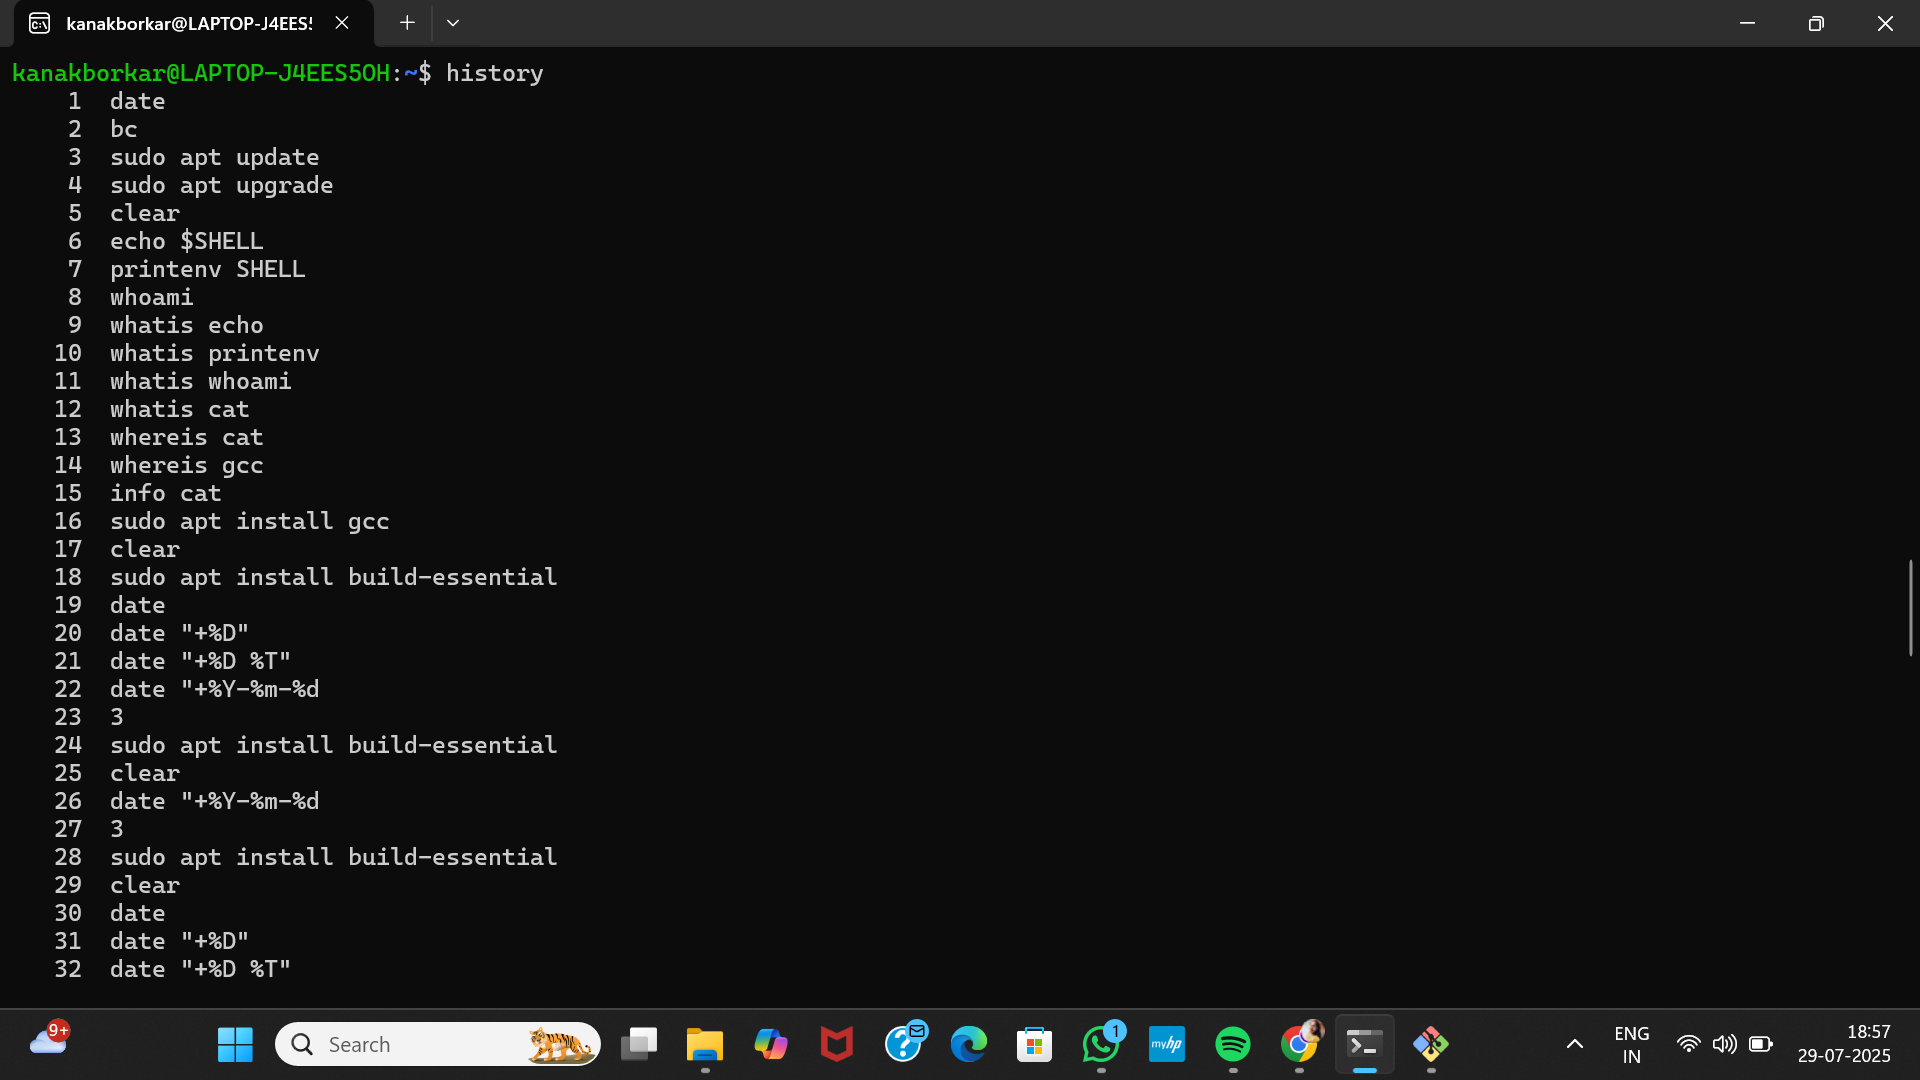 kanakborkar@LAPTOP-J4EES5
kanakborkar@LAPTOP-J4EES5OH:~$ history
1 date
2 bc
3 sudo apt update
4 sudo apt upgrade
5 clear
6 echo $SHELL
7 printenv SHELL
8 whoami
9 whatis echo
10 whatis printenv
11 whatis whoami
12 whatis cat
13 whereis cat
14 whereis gcc
15 info cat
16 sudo apt install gcc
17 clear
18 sudo apt install build-essential
19 date
20 date "+%D"
21 date "+%D %T"
22 date "+%Y-%m-%d
23 3
24 sudo apt install build-essential
25 clear
26 date "+%Y-%m-%d
27 3
28 sudo apt install build-essential
29 clear
30 date
31 date "+%D"
32 date "+%D %T"
9+
Search
1
myhp
ENG
IN
18:57
29-07-2025